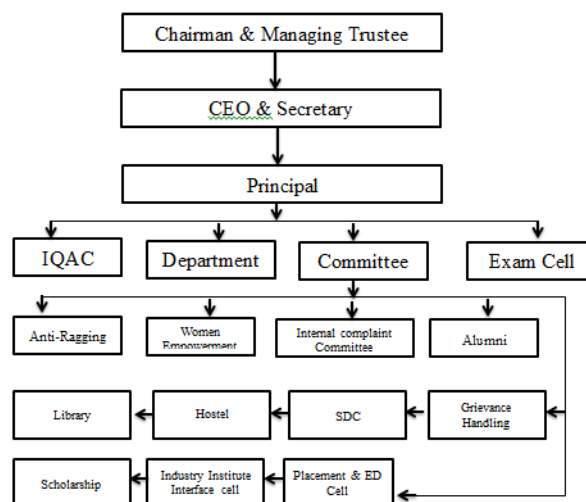 Chairman & Managing Trustee
CEO & Secretary
Principal
IQAC
Department
Committee
Exam Cell
Anti-Ragging
Women
Empowerment
Internal complaint
Committee
Alumni
Library
Hostel
SDC
Grievance
Handling
Scholarship
Industry Institute
Interface cell
Placement & ED
Cell